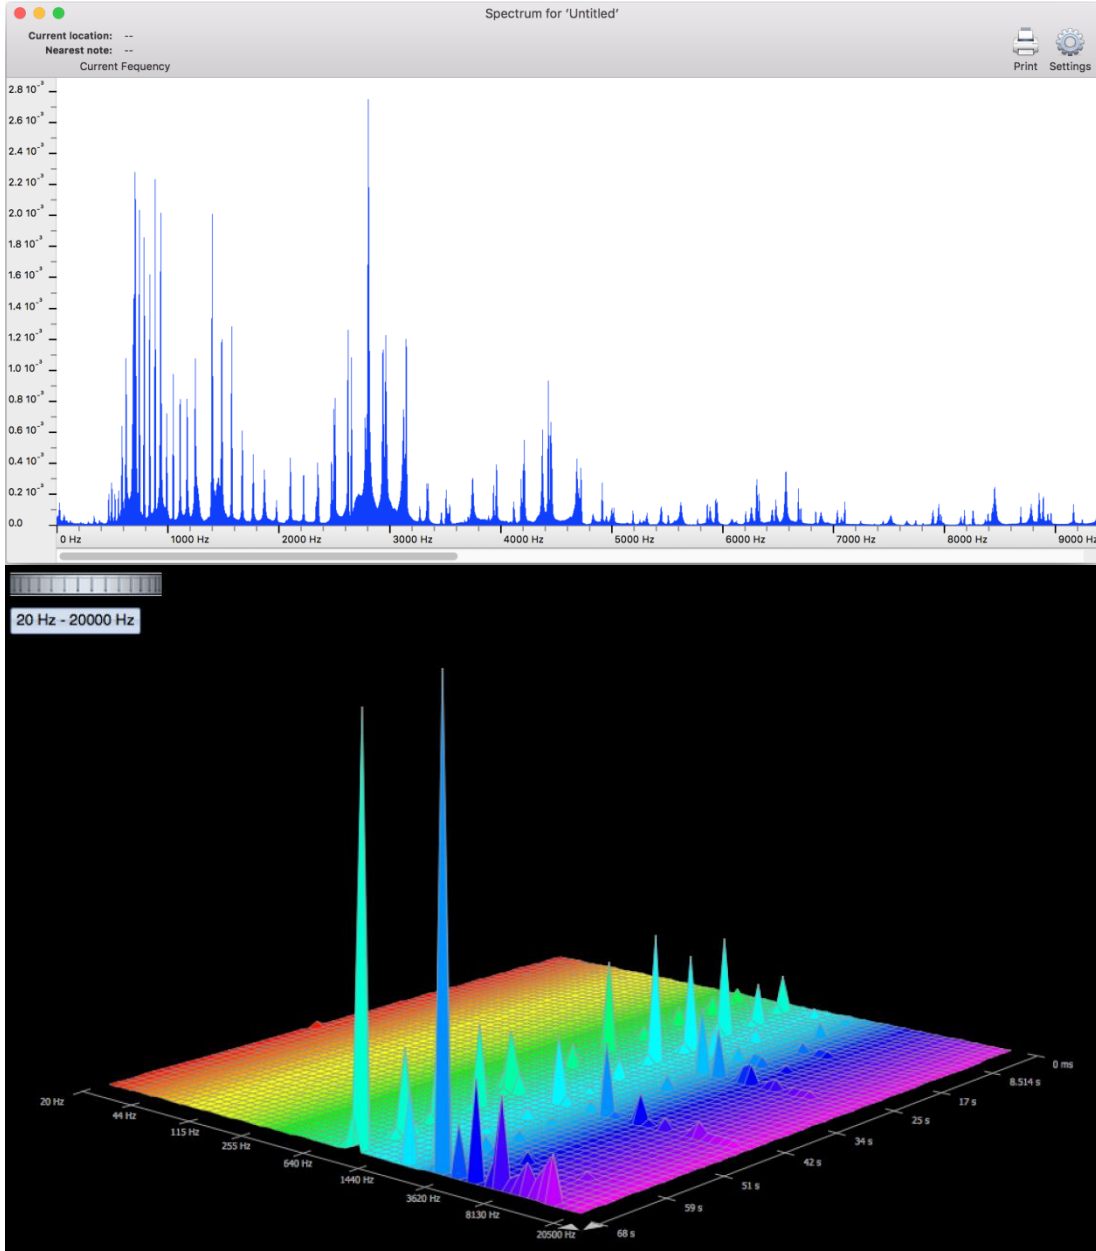 Spectrum for ‘Untitled’
Current location: --
Nearest note: --
Current Fequency
Print Settings
2.8 10⁻³
2.6 10⁻³
2.4 10⁻³
2.2 10⁻³
2.0 10⁻³
1.8 10⁻³
1.6 10⁻³
1.4 10⁻³
1.2 10⁻³
1.0 10⁻³
0.8 10⁻³
0.6 10⁻³
0.4 10⁻³
0.2 10⁻³
0.0
0 Hz 1000 Hz 2000 Hz 3000 Hz 4000 Hz 5000 Hz 6000 Hz 7000 Hz 8000 Hz 9000 Hz
20 Hz - 20000 Hz
20 Hz
44 Hz
115 Hz
255 Hz
640 Hz
1440 Hz
3620 Hz
8130 Hz
20500 Hz
0 ms
8.514 s
17 s
25 s
34 s
42 s
51 s
59 s
68 s